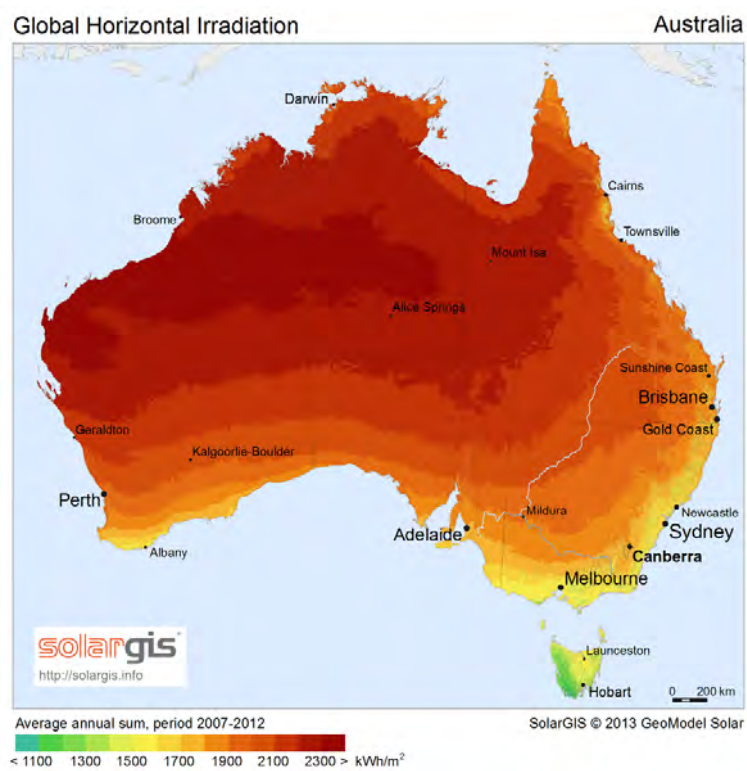 Global Horizontal Irradiation
Australia
Darwin
Cairns
Broome
Townsville
Mount Isa
Alice Springs
Sunshine Coast
Brisbane
Gold Coast
Geraldton
Kalgoorlie-Boulder
Perth
Mildura
Newcastle
Adelaide
Sydney
Albany
Canberra
Melbourne
solargis
http://solargis.info
Launceston
Hobart
0 200 km
Average annual sum, period 2007-2012
SolarGIS © 2013 GeoModel Solar
< 1100 1300 1500 1700 1900 2100 2300 > kWh/m²